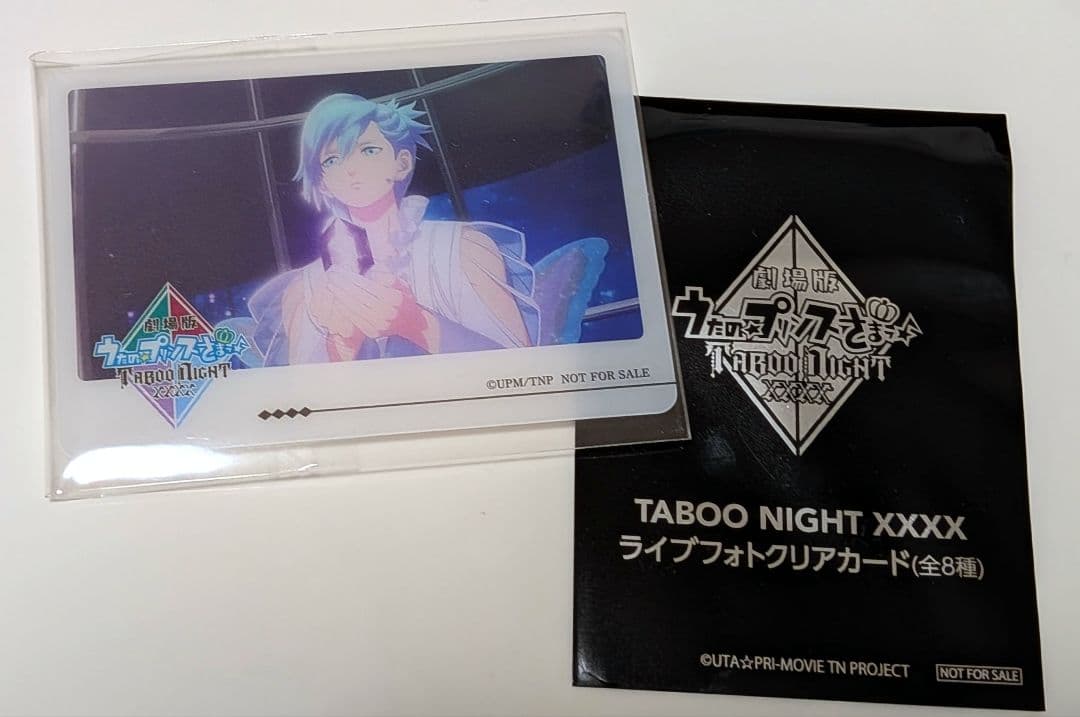 劇場版
うたの☆プリンスさまっ♪
TABOO NIGHT
XXXX
©UPM/TNP NOT FOR SALE
劇場版
うたの☆プリンスさまっ♪
TABOO NIGHT
XXXX
TABOO NIGHT XXXX
ライブフォトクリアカード(全8種)
©UTA☆PRI-MOVIE TN PROJECT
NOT FOR SALE